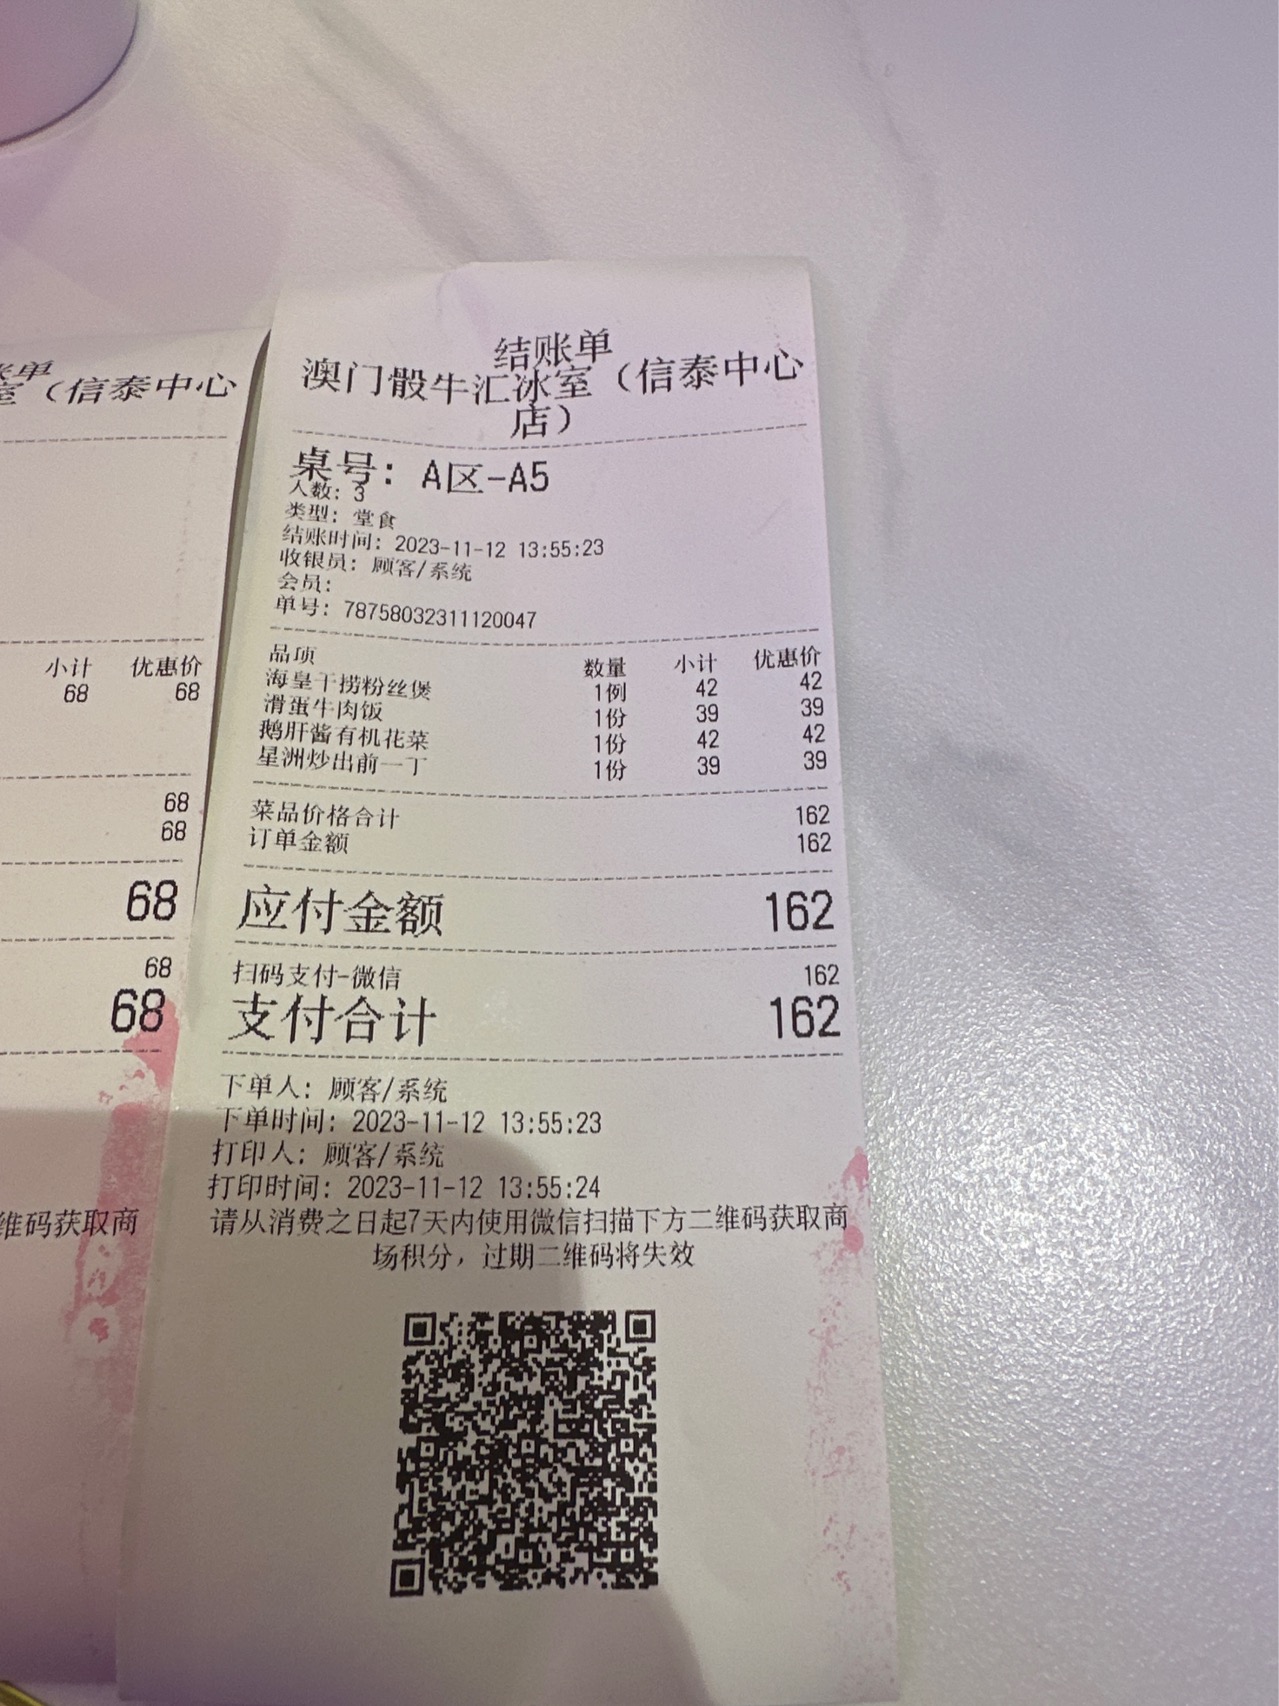 账单
室（信泰中心
小计 优惠价
68 68
68
68
68
68
68
维码获取商
结账单
澳门骰牛汇冰室（信泰中心
店）
桌号: A区-A5
人数: 3
类型: 堂食
结账时间: 2023-11-12 13:55:23
收银员: 顾客/系统
会员:
单号: 78758032311120047
品项 数量 小计 优惠价
海皇干捞粉丝煲 1例 42 42
滑蛋牛肉饭 1份 39 39
鹅肝酱有机花菜 1份 42 42
星洲炒出前一丁 1份 39 39
菜品价格合计 162
订单金额 162
应付金额 162
扫码支付-微信 162
支付合计 162
下单人: 顾客/系统
下单时间: 2023-11-12 13:55:23
打印人: 顾客/系统
打印时间: 2023-11-12 13:55:24
请从消费之日起7天内使用微信扫描下方二维码获取商
场积分，过期二维码将失效